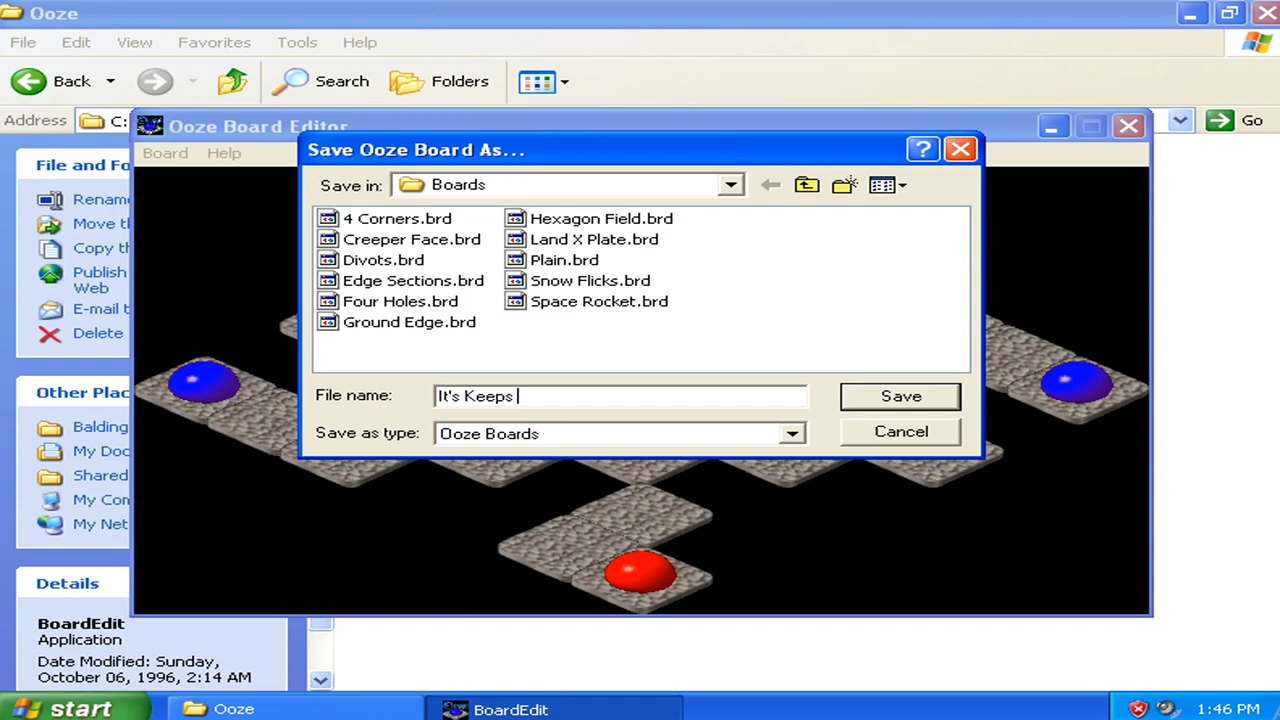 Ooze
File Edit View Favorites Tools Help
Back Search Folders
Address C: Go
Ooze Board Editor
Board Help
Save Ooze Board As...
Save in: Boards
4 Corners.brd Hexagon Field.brd
Creeper Face.brd Land X Plate.brd
Divots.brd Plain.brd
Edge Sections.brd Snow Flicks.brd
Four Holes.brd Space Rocket.brd
Ground Edge.brd
File name: It's Keeps Save
Save as type: Ooze Boards Cancel
File and Fo
Renam
Move th
Copy th
Publish
Web
E-mail t
Delete
Other Plac
Balding
My Doc
Shared
My Com
My Net
Details
BoardEdit
Application
Date Modified: Sunday,
October 06, 1996, 2:14 AM
start Ooze BoardEdit 1:46 PM